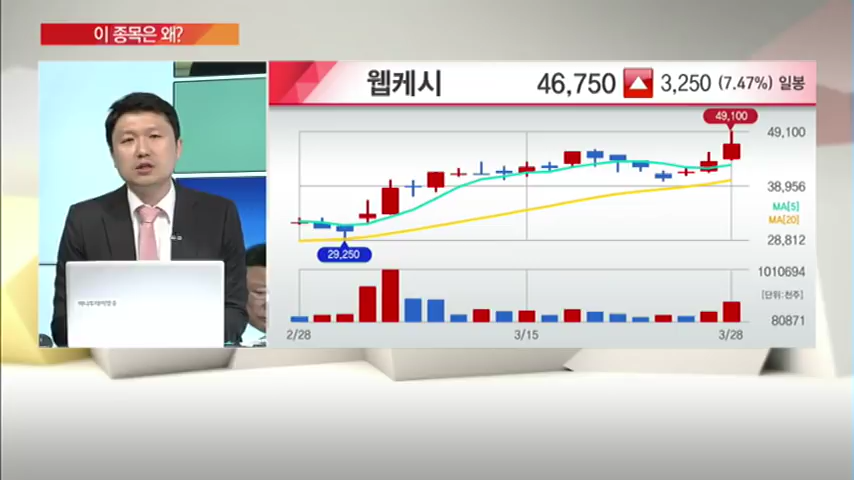 이 종목은 왜?
웹케시 46,750 3,250 (7.47%) 일봉
49,100
49,100
38,956
MA[5]
MA[20]
28,812
29,250
1010694
[단위:천주]
80871
2/28 3/15 3/28